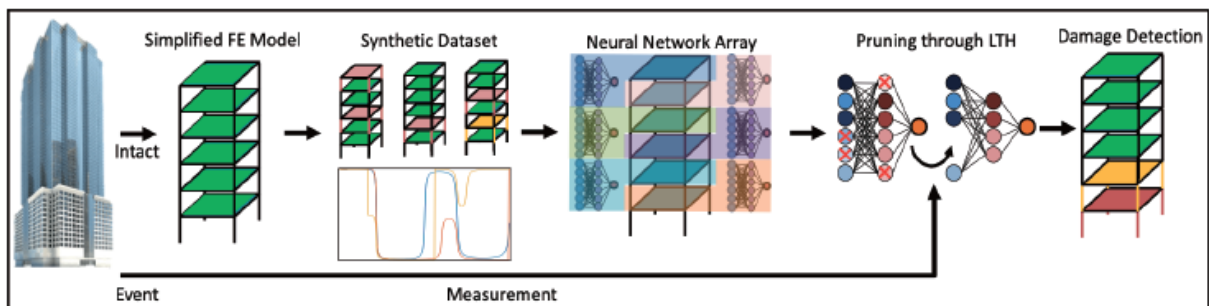 Simplified FE Model
Synthetic Dataset
Neural Network Array
Pruning through LTH
Damage Detection
Intact
Event
Measurement